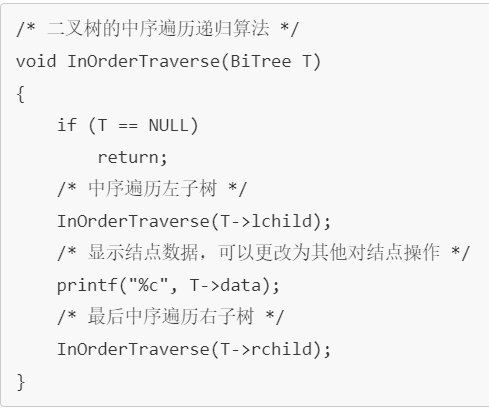 /* 二叉树的中序遍历递归算法 */
void InOrderTraverse(BiTree T)
{
    if (T == NULL)
        return;
    /* 中序遍历左子树 */
    InOrderTraverse(T->lchild);
    /* 显示结点数据，可以更改为其他对结点操作 */
    printf("%c", T->data);
    /* 最后中序遍历右子树 */
    InOrderTraverse(T->rchild);
}